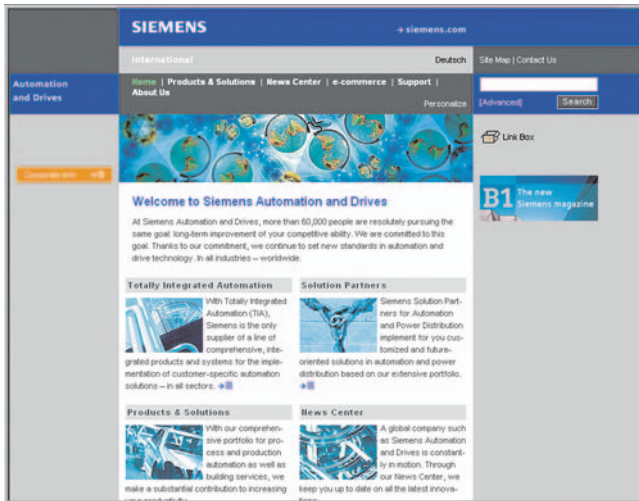 SIEMENS
siemens.com
International
Deutsch
Site Map | Contact Us
Automation
and Drives
Home | Products & Solutions | News Center | e-commerce | Support |
About Us
Personalize
[Advanced]
Search
Link Box
B1 The new
Siemens magazine
Welcome to Siemens Automation and Drives
At Siemens Automation and Drives, more than 60,000 people are resolutely pursuing the
same goal: long-term improvement of your competitive ability. We are committed to this
goal. Thanks to our commitment, we continue to set new standards in automation and
drive technology. In all industries – worldwide.
Totally Integrated Automation
With Totally Integrated
Automation (TIA),
Siemens is the only
supplier of a line of
comprehensive, inte-
grated products and systems for the imple-
mentation of customer-specific automation
solutions – in all sectors.
Solution Partners
Siemens Solution Part-
ners for Automation
and Power Distribution
implement for you cus-
tomized and future-
oriented solutions in automation and power
distribution based on our extensive portfolio.
Products & Solutions
With our comprehen-
sive portfolio for pro-
cess and production
automation as well as
building services, we
make a substantial contribution to increasing
News Center
A global company such
as Siemens Automation
and Drives is constant-
ly in motion. Through
our News Center, we
keep you up to date on all the latest innova-